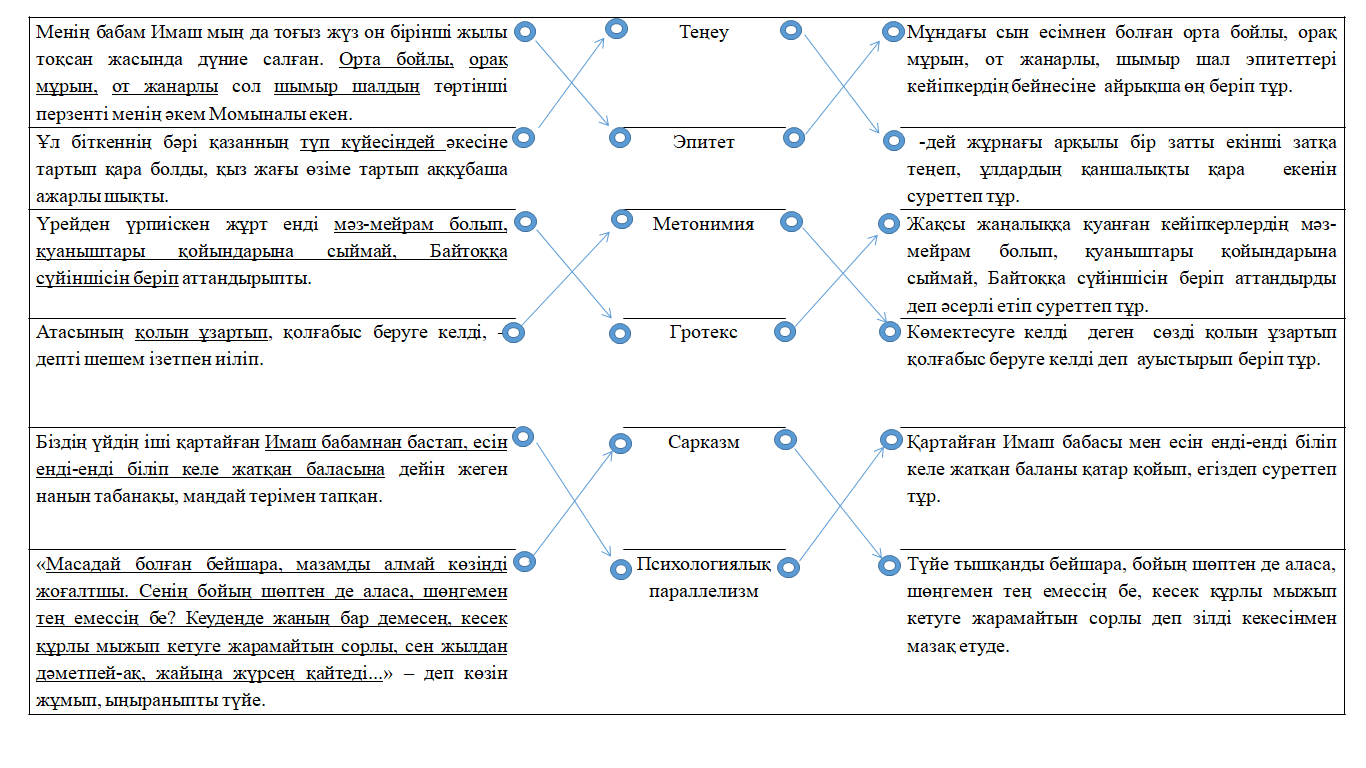 Менің бабам Имаш мың да тоғыз жүз он бірінші жылы
тоқсан жасында дүние салған. Орта бойлы, орақ
мұрын, от жанарлы сол шымыр шалдың төртінші
перзенті менің әкем Момыналы екен.
Теңеу
Мұндағы сын есімнен болған орта бойлы, орақ
мұрын, от жанарлы, шымыр шал эпитеттері
кейіпкердің бейнесіне айрықша өң беріп тұр.
Ұл біткеннің бәрі қазанның түп күйесіндей әкесіне
тартып қара болды, қыз жағы өзіме тартып аққұбаша
ажарлы шықты.
Эпитет
-дей жұрнағы арқылы бір затты екінші затқа
теңеп, ұлдардың қаншалықты қара екенін
суреттеп тұр.
Үрейден үрпиіскен жұрт енді мәз-мейрам болып,
қуаныштары қойындарына сыймай, Байтоққа
сүйіншісін беріп аттандырыпты.
Метонимия
Жақсы жаңалыққа қуанған кейіпкерлердің мәз-
мейрам болып, қуаныштары қойындарына
сыймай, Байтоққа сүйіншісін беріп аттандырды
деп әсерлі етіп суреттеп тұр.
Атасының қолын ұзартып, қолғабыс беруге келді, –
депті шешем ізетпен иіліп.
Гротекс
Көмектесуге келді деген сөзді қолын ұзартып
қолғабыс беруге келді деп ауыстырып беріп тұр.
Біздің үйдің іші қартайған Имаш бабамнан бастап, есін
енді-енді біліп келе жатқан баласына дейін жеген
нанын табанақы, маңдай терімен тапқан.
Сарказм
Қартайған Имаш бабасы мен есін енді-енді біліп
келе жатқан баланы қатар қойып, егіздеп суреттеп
тұр.
«Масадай болған бейшара, мазамды алмай көзіңді
жоғалтшы. Сенің бойың шөптен де аласа, шөңгемен
тең емессің бе? Кеудеңде жаның бар демесең, кесек
құрлы мыжып кетуге жарамайтын сорлы, сен жылдан
дәметпей-ақ, жайыңа жүрсең қайтеді...» – деп көзін
жұмып, ыңыраныпты түйе.
Психологиялық
параллелизм
Түйе тышқанды бейшара, бойың шөптен де аласа,
шөңгемен тең емессің бе, кесек құрлы мыжып
кетуге жарамайтын сорлы деп зілді кекесінмен
мазақ етуде.